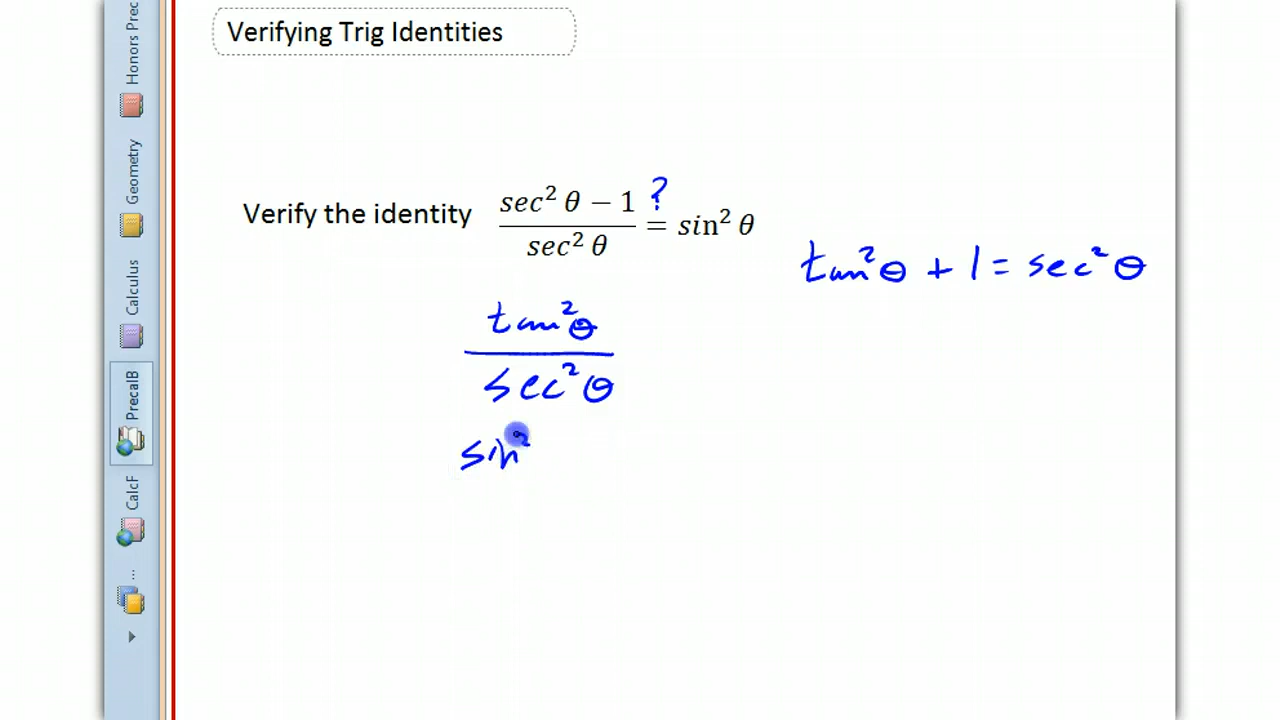 Verifying Trig Identities
Verify the identity (sec² θ − 1)/(sec² θ) = sin² θ
?
tan²θ + 1 = sec²θ
tan²θ
sec²θ
sin²
Honors Prec
Geometry
Calculus
PrecalB
CalcF
...